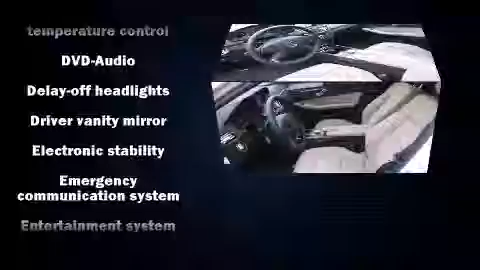 temperature control
DVD-Audio
Delay-off headlights
Driver vanity mirror
Electronic stability
Emergency
communication system
Entertainment system